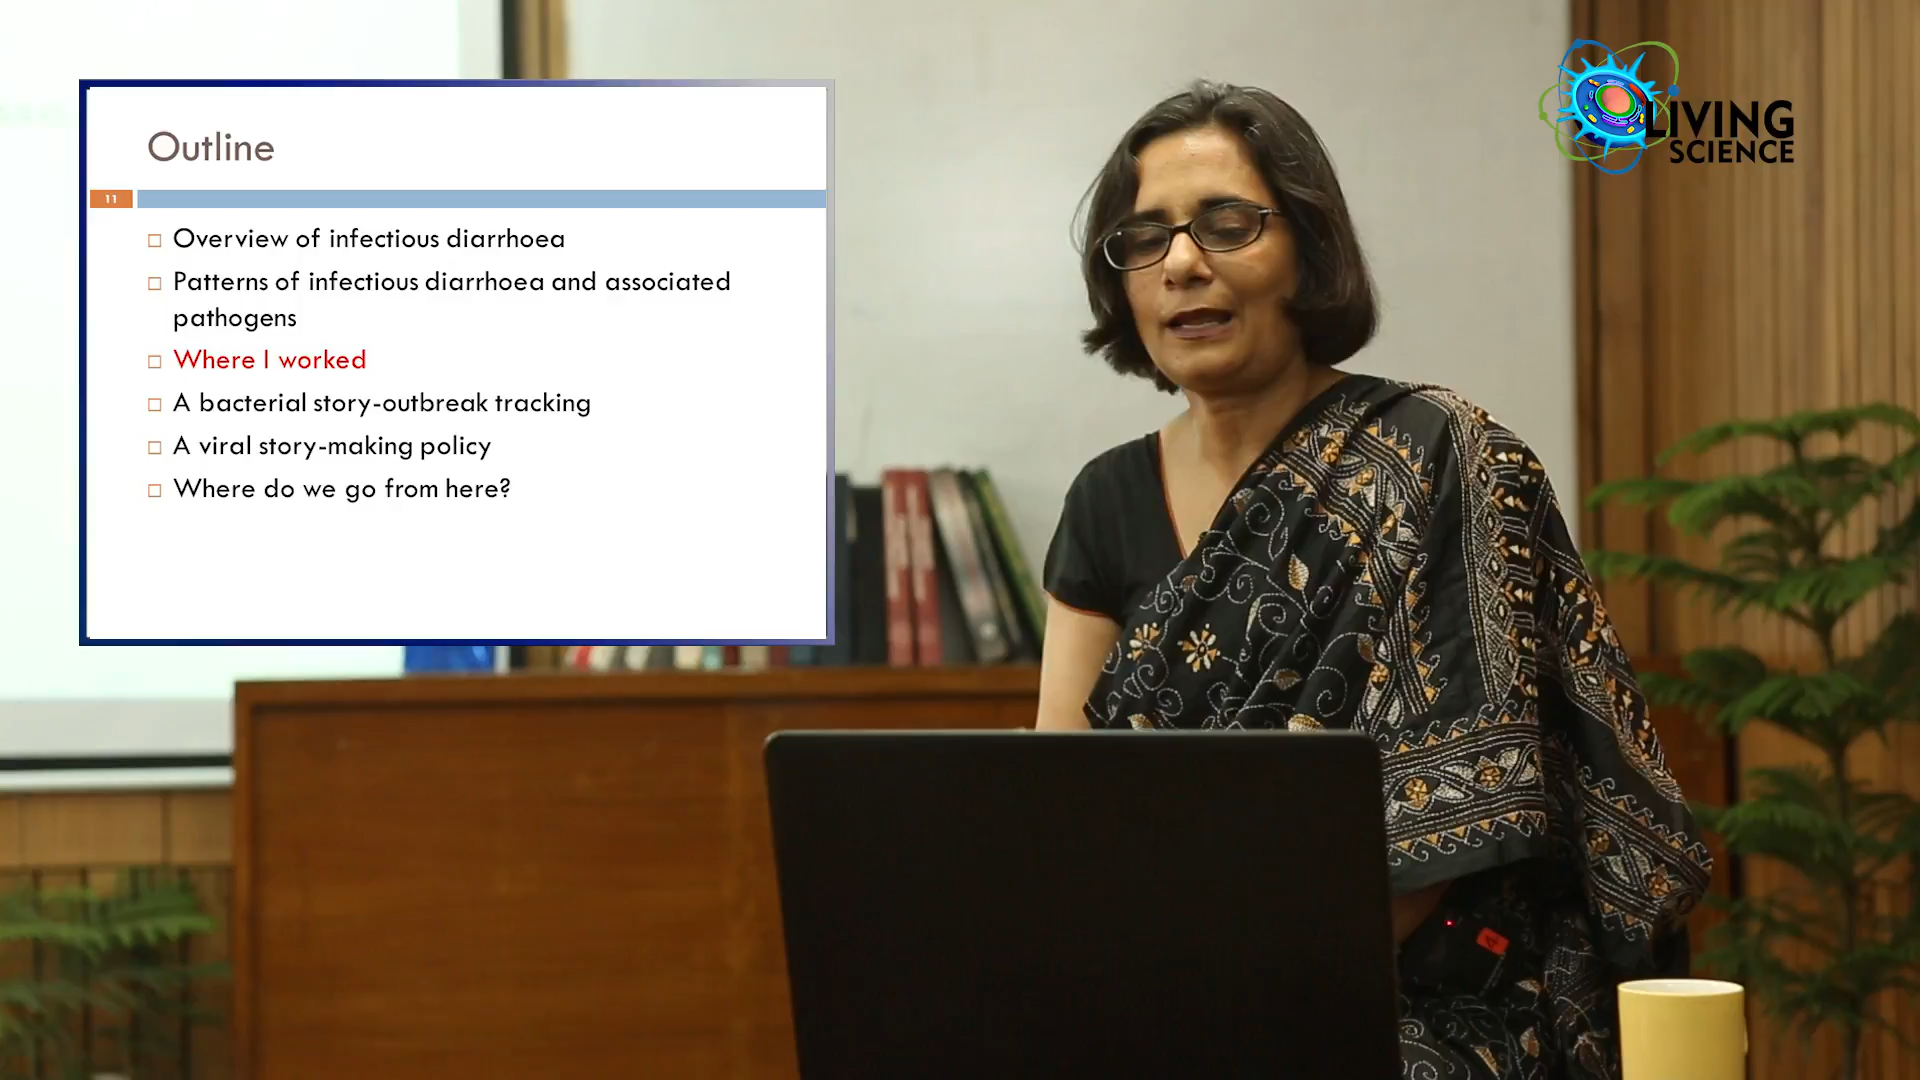 LIVING
SCIENCE
Outline
11
Overview of infectious diarrhoea
Patterns of infectious diarrhoea and associated
pathogens
Where I worked
A bacterial story-outbreak tracking
A viral story-making policy
Where do we go from here?